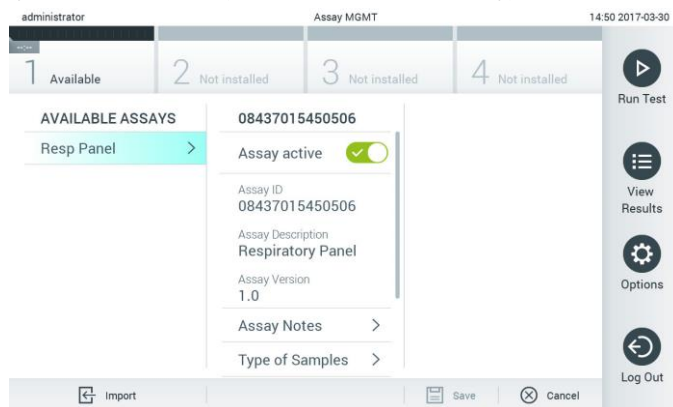 administrator Assay MGMT 14:50 2017-03-30
--:--
1 Available 2 Not installed 3 Not installed 4 Not installed
Run Test
AVAILABLE ASSAYS
Resp Panel
08437015450506
Assay active
Assay ID
08437015450506
Assay Description
Respiratory Panel
Assay Version
1.0
Assay Notes
Type of Samples
View
Results
Options
Log Out
Import Save Cancel